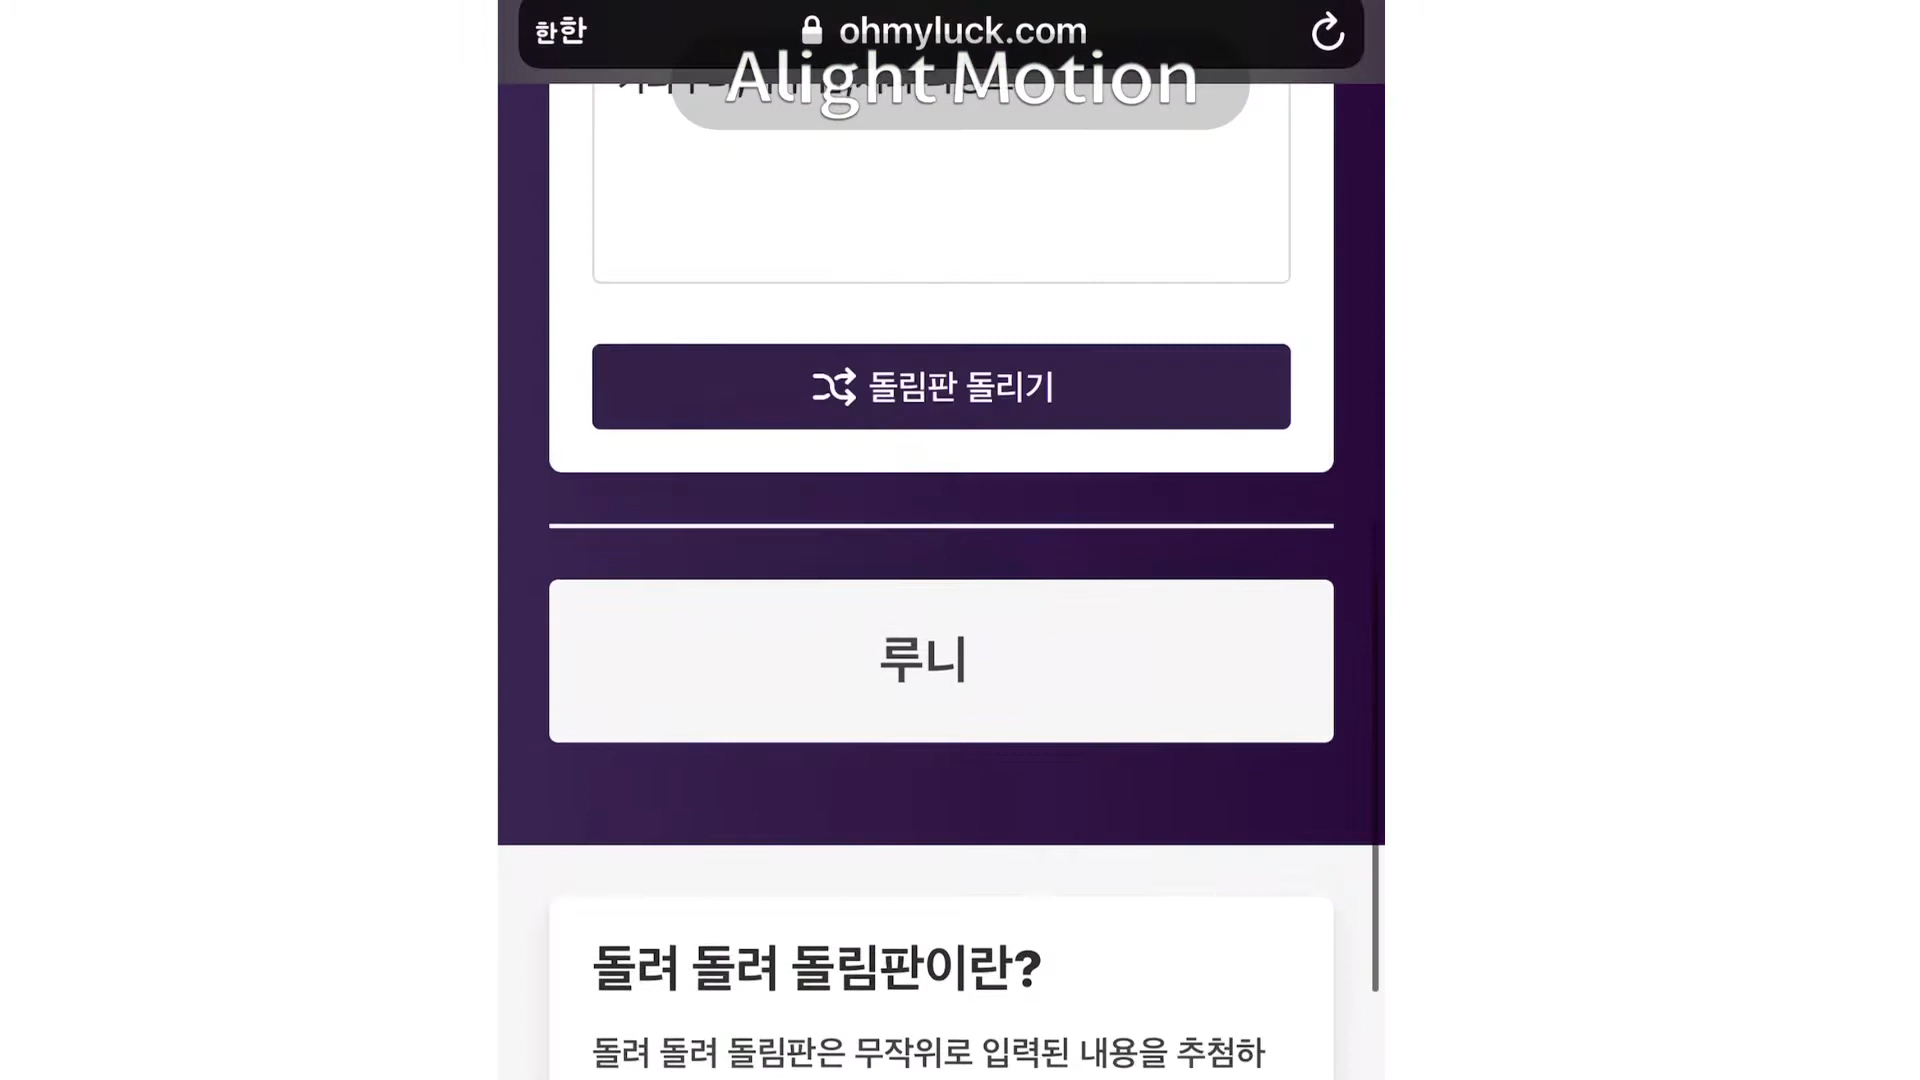 한한
ohmyluck.com
Alight Motion
돌림판 돌리기
루니
돌려 돌려 돌림판이란?
돌려 돌려 돌림판은 무작위로 입력된 내용을 추첨하